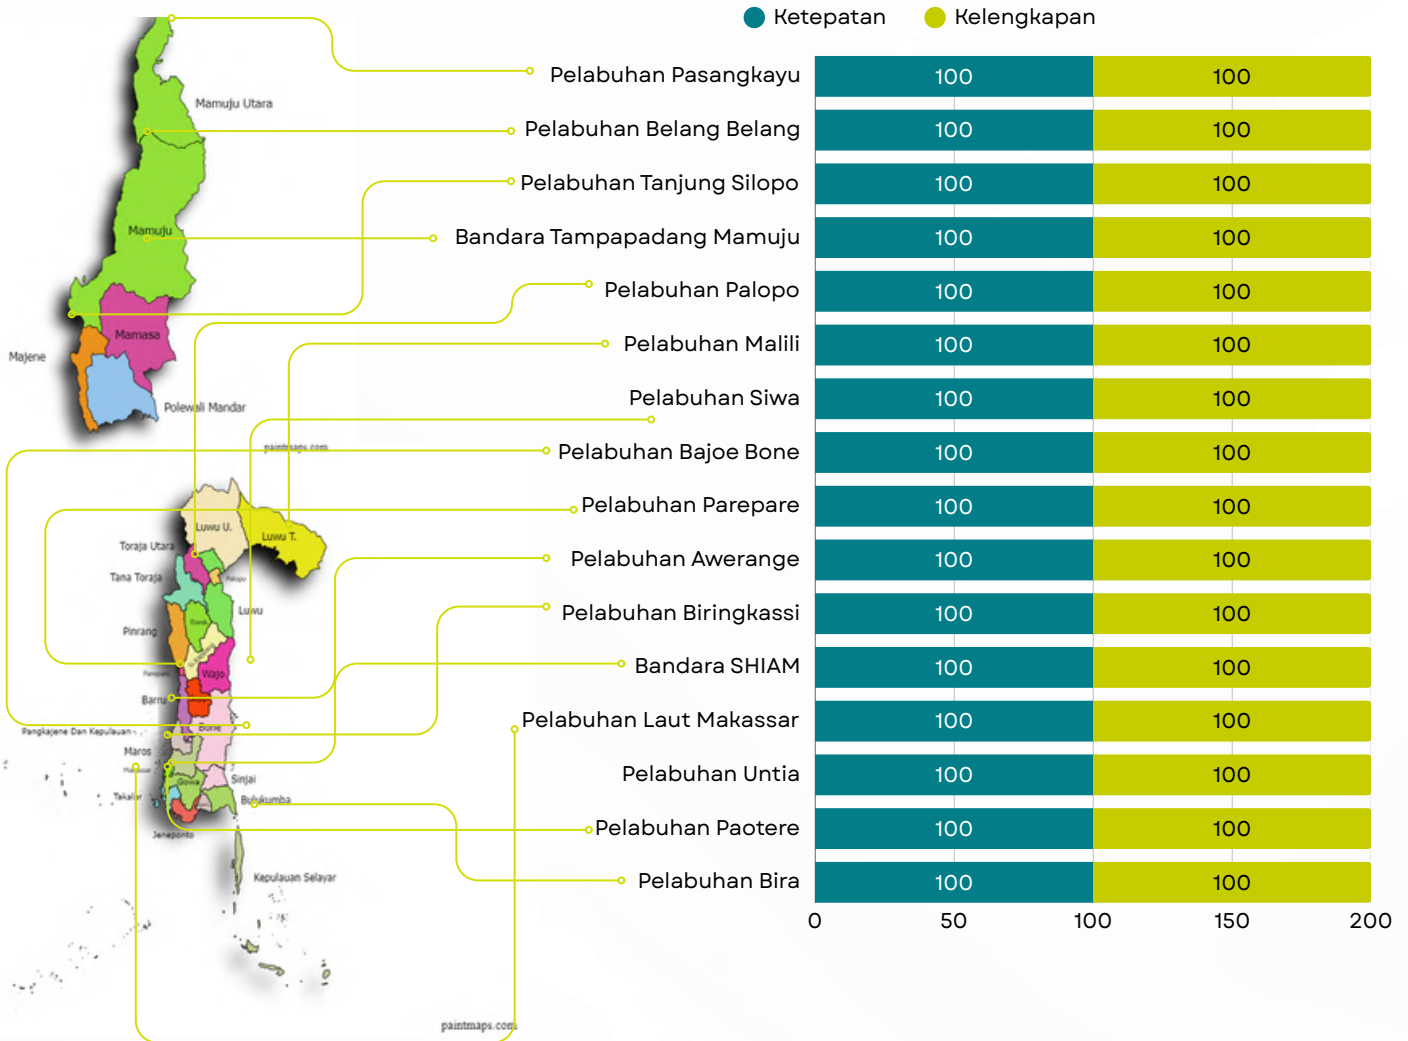 Ketepatan
Kelengkapan
Pelabuhan Pasangkayu 100 100
Pelabuhan Belang Belang 100 100
Pelabuhan Tanjung Silopo 100 100
Bandara Tampapadang Mamuju 100 100
Pelabuhan Palopo 100 100
Pelabuhan Malili 100 100
Pelabuhan Siwa 100 100
Pelabuhan Bajoe Bone 100 100
Pelabuhan Parepare 100 100
Pelabuhan Awerange 100 100
Pelabuhan Biringkassi 100 100
Bandara SHIAM 100 100
Pelabuhan Laut Makassar 100 100
Pelabuhan Untia 100 100
Pelabuhan Paotere 100 100
Pelabuhan Bira 100 100
0 50 100 150 200
Mamuju Utara
Mamuju
Mamasa
Majene
Polewali Mandar
paintmaps.com
Luwu U.
Luwu T.
Toraja Utara
Tana Toraja
Palopo
Luwu
Pinrang
Wajo
Barru
Bone
Pangkajene Dan Kepulauan
Maros
Sinjai
Gowa
Takalar
Bulukumba
Jeneponto
Kepulauan Selayar
paintmaps.com